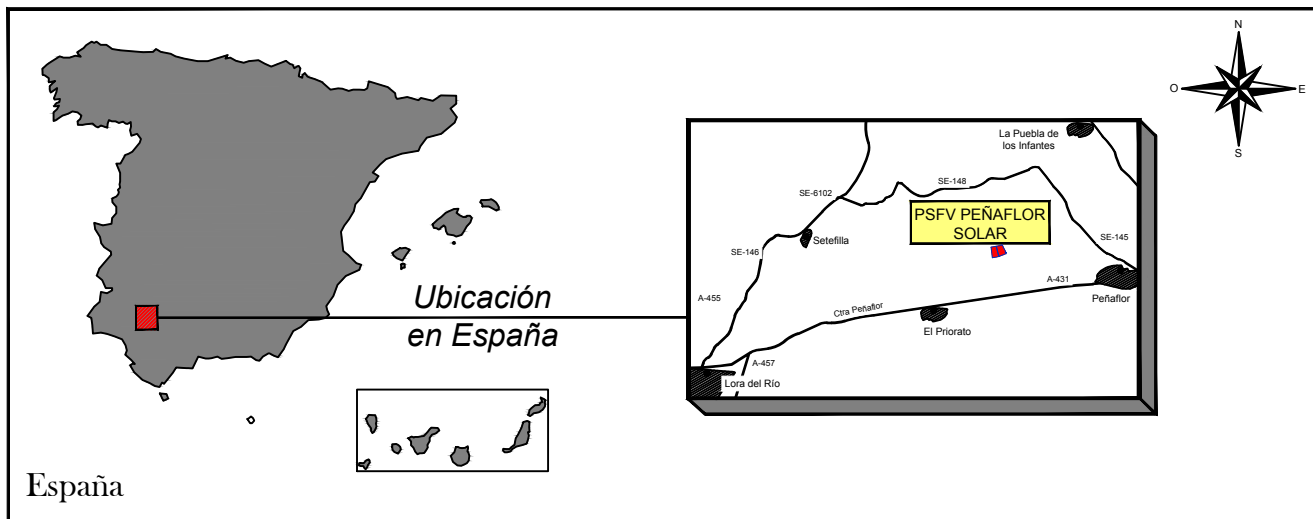 N
O
E
S
La Puebla de
los Infantes
SE-148
SE-6102
PSFV PEÑAFLOR
SOLAR
Setefilla
SE-146
SE-145
A-431
Peñaflor
A-455
Ctra Peñaflor
El Priorato
A-457
Lora del Río
Ubicación
en España
España